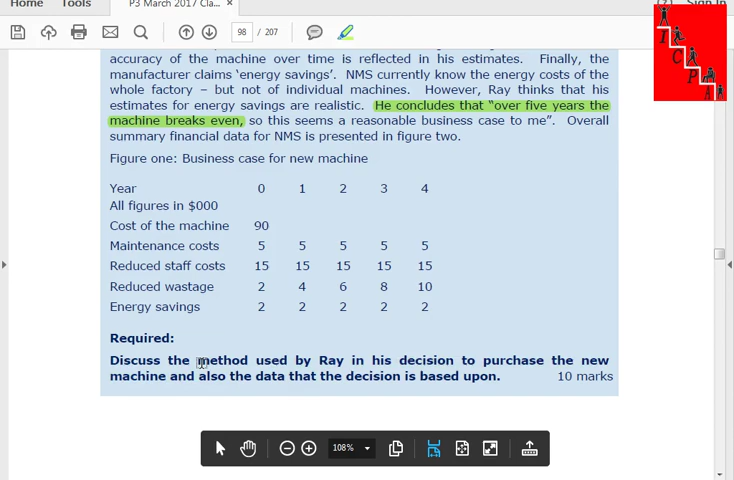 Home Tools P3 March 2017 Cla... × Sign In
98 / 207
I
C
P
A
accuracy of the machine over time is reflected in his estimates. Finally, the
manufacturer claims 'energy savings'. NMS currently know the energy costs of the
whole factory – but not of individual machines. However, Ray thinks that his
estimates for energy savings are realistic. He concludes that "over five years the
machine breaks even, so this seems a reasonable business case to me". Overall
summary financial data for NMS is presented in figure two.
Figure one: Business case for new machine
Year 0 1 2 3 4
All figures in $000
Cost of the machine 90
Maintenance costs 5 5 5 5 5
Reduced staff costs 15 15 15 15 15
Reduced wastage 2 4 6 8 10
Energy savings 2 2 2 2 2
Required:
Discuss the method used by Ray in his decision to purchase the new
machine and also the data that the decision is based upon. 10 marks
108%